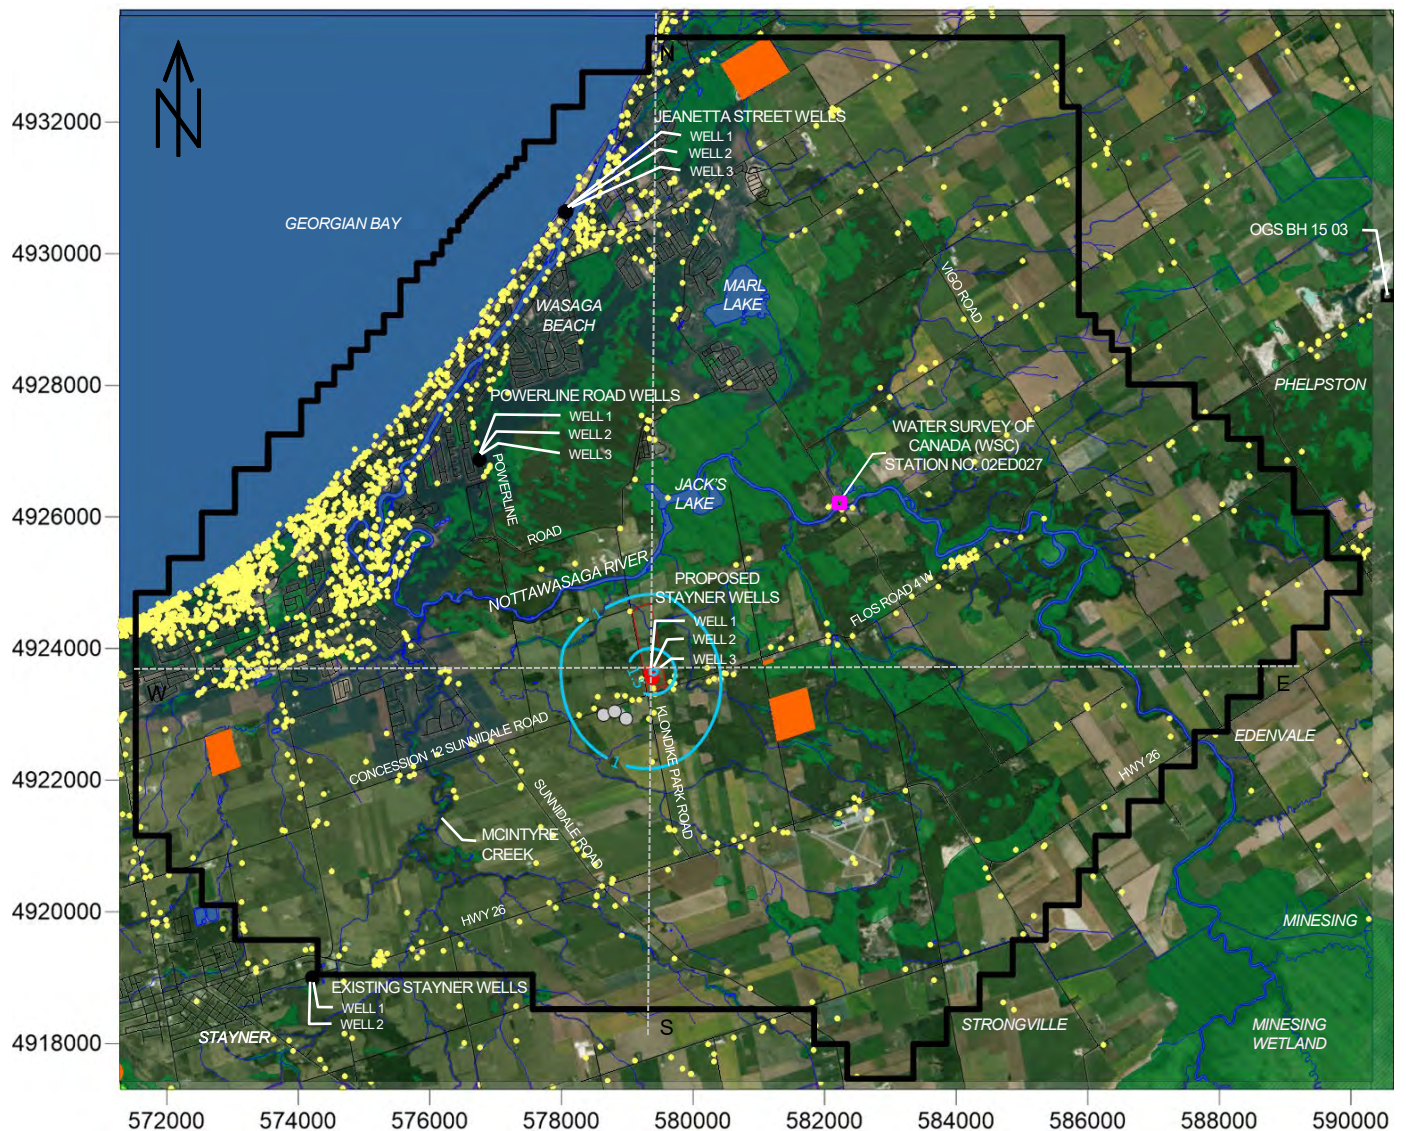 N
N
JEANETTA STREET WELLS
WELL 1
WELL 2
WELL 3
4932000
4930000
4928000
4926000
4924000
4922000
4920000
4918000
GEORGIAN BAY
OGS BH 15 03
VIGO ROAD
MARL
LAKE
WASAGA
BEACH
PHELPSTON
POWERLINE ROAD WELLS
WELL 1
WELL 2
WELL 3
POWERLINE
ROAD
WATER SURVEY OF
CANADA (WSC)
STATION NO. 02ED027
JACK'S
LAKE
NOTTAWASAGA RIVER
PROPOSED
STAYNER WELLS
WELL 1
WELL 2
WELL 3
FLOS ROAD 4 W
1
5
1
W
E
KLONDIKE PARK ROAD
CONCESSION 12 SUNNIDALE ROAD
SUNNIDALE ROAD
EDENVALE
HWY 26
MCINTYRE
CREEK
HWY 26
MINESING
EXISTING STAYNER WELLS
WELL 1
WELL 2
STAYNER
S
STRONGVILLE
MINESING
WETLAND
572000
574000
576000
578000
580000
582000
584000
586000
588000
590000